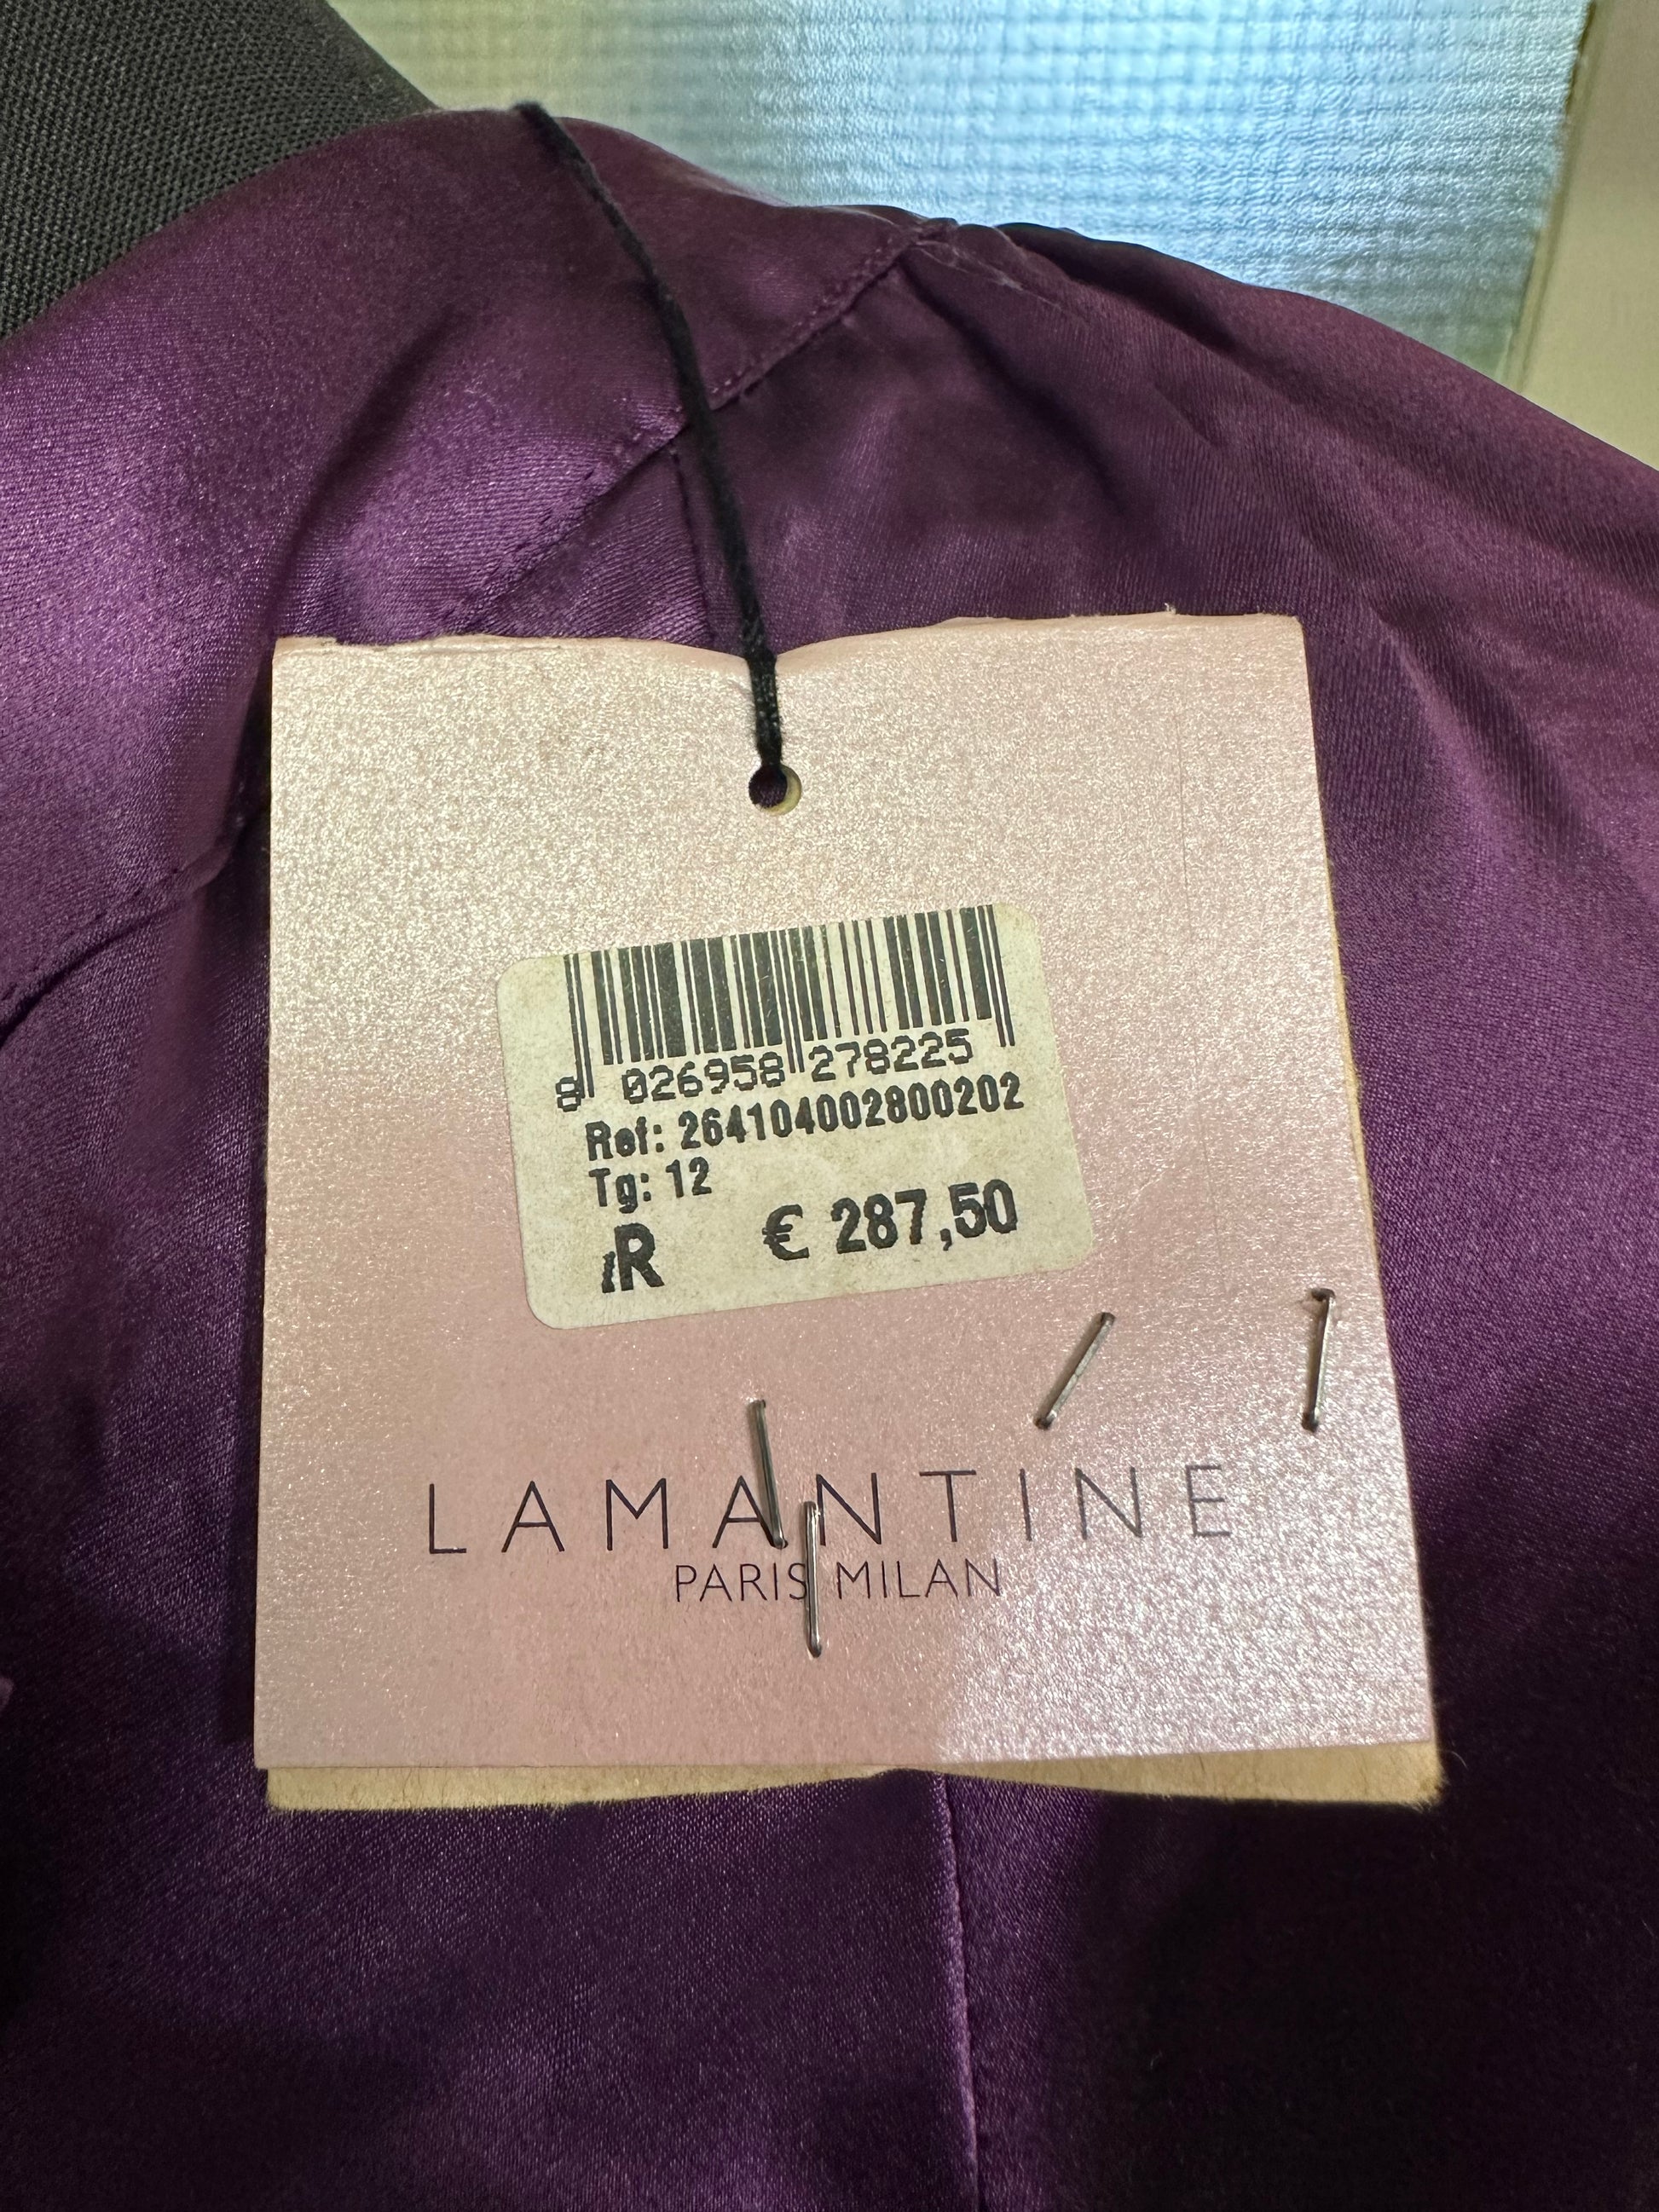 8 026958 278225
Ref: 264104002800202
Tg: 12
R € 287,50
LAMANTINE
PARIS MILAN